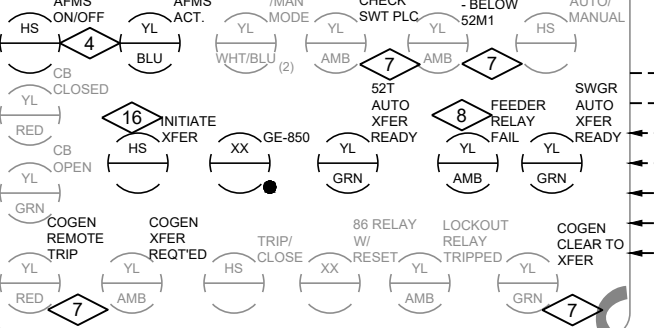 AFMS
ON/OFF
HS
4
AFMS
ACT.
YL
BLU
/MAN
MODE
YL
WHT/BLU
(2)
CHECK
SWT PLC
YL
AMB
7
- BELOW
52M1
YL
AMB
7
AUTO/
MANUAL
HS
CB
CLOSED
YL
RED
16
INITIATE
XFER
HS
GE-850
XX
52T
AUTO
XFER
READY
YL
GRN
8
FEEDER
RELAY
FAIL
YL
AMB
SWGR
AUTO
XFER
READY
YL
GRN
CB
OPEN
YL
GRN
COGEN
REMOTE
TRIP
YL
RED
7
COGEN
XFER
REQT'ED
YL
AMB
TRIP/
CLOSE
HS
86 RELAY
W/
RESET
XX
LOCKOUT
RELAY
TRIPPED
YL
AMB
COGEN
CLEAR TO
XFER
YL
GRN
7